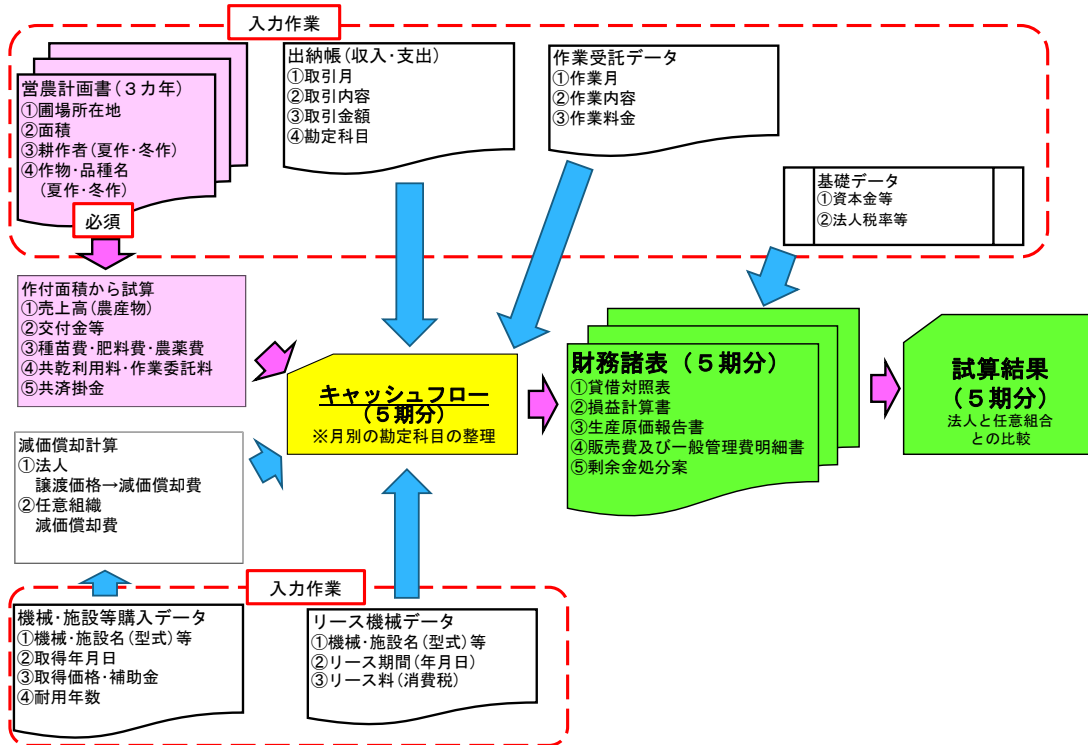 入力作業
営農計画書(3カ年)
①圃場所在地
②面積
③耕作者(夏作・冬作)
④作物・品種名
(夏作・冬作)
必須
出納帳(収入・支出)
①取引月
②取引内容
③取引金額
④勘定科目
作業受託データ
①作業月
②作業内容
③作業料金
基礎データ
①資本金等
②法人税率等
作付面積から試算
①売上高(農産物)
②交付金等
③種苗費・肥料費・農薬費
④共乾利用料・作業委託料
⑤共済掛金
キャッシュフロー
(5期分)
※月別の勘定科目の整理
財務諸表(5期分)
①貸借対照表
②損益計算書
③生産原価報告書
④販売費及び一般管理費明細書
⑤剰余金処分案
試算結果
(5期分)
法人と任意組合
との比較
減価償却計算
①法人
譲渡価格→減価償却費
②任意組織
減価償却費
入力作業
機械・施設等購入データ
①機械・施設名(型式)等
②取得年月日
③取得価格・補助金
④耐用年数
リース機械データ
①機械・施設名(型式)等
②リース期間(年月日)
③リース料(消費税)